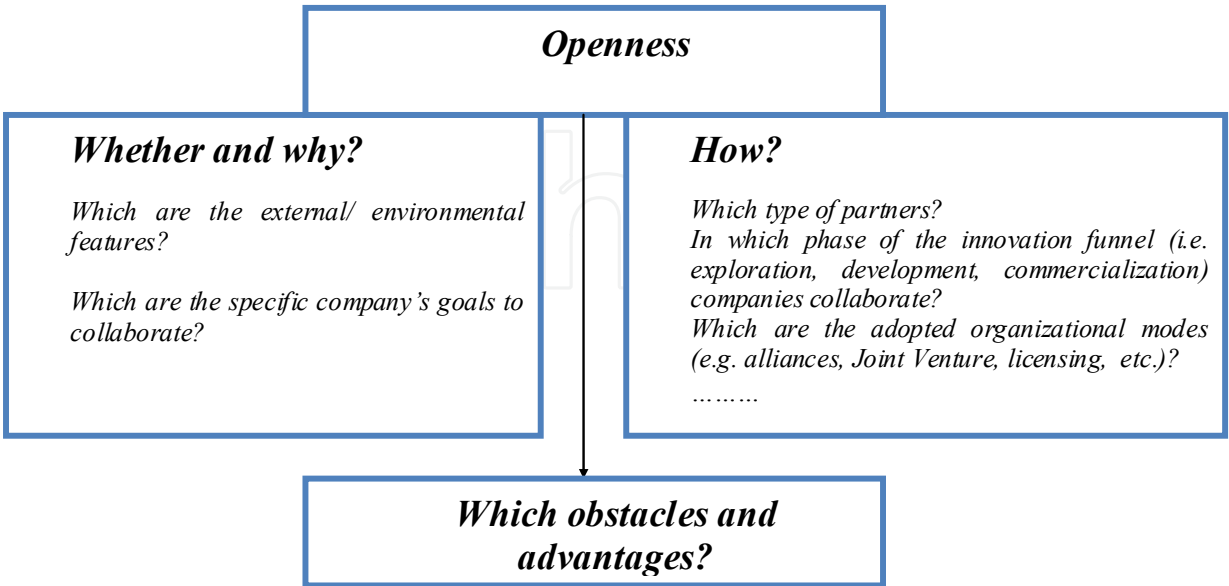 Openness
Whether and why?
Which are the external/ environmental
features?
Which are the specific company’s goals to
collaborate?
How?
Which type of partners?
In which phase of the innovation funnel (i.e.
exploration, development, commercialization)
companies collaborate?
Which are the adopted organizational modes
(e.g. alliances, Joint Venture, licensing, etc.)?
………
Which obstacles and
advantages?